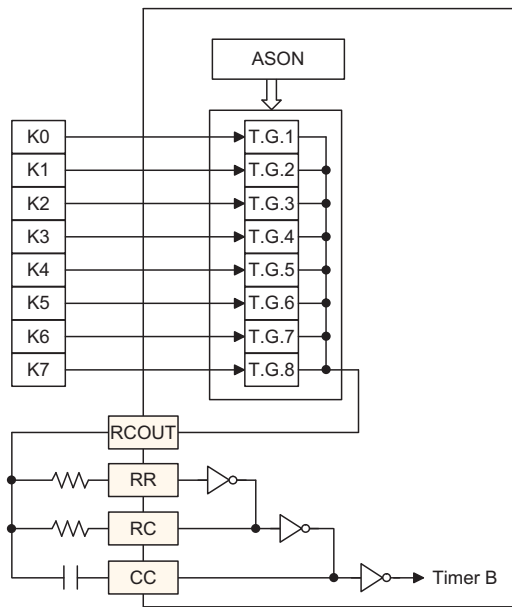 ASON
K0 T.G.1
K1 T.G.2
K2 T.G.3
K3 T.G.4
K4 T.G.5
K5 T.G.6
K6 T.G.7
K7 T.G.8
RCOUT
RR
RC
CC Timer B